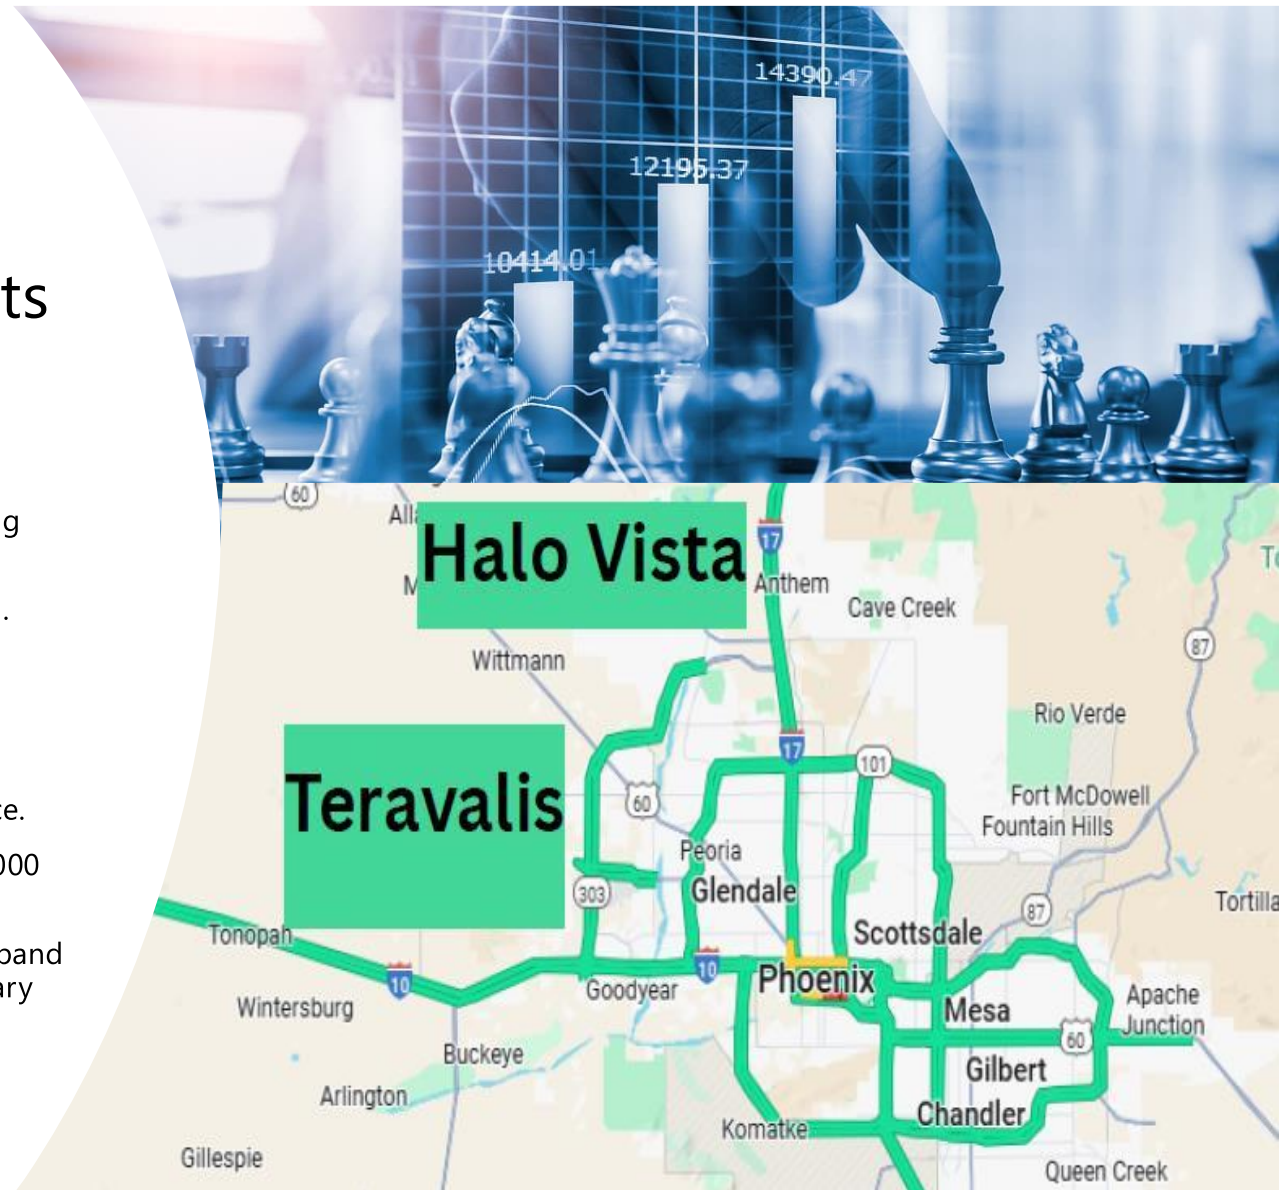 14390.47
12195.37
10414.01
ts
g
.
ce.
000
pand
ary
60
Halo Vista
17
Anthem
Cave Creek
87
Wittmann
Rio Verde
17
101
Teravalis
60
Fort McDowell
Fountain Hills
Peoria
Glendale
303
87
Tortilla
Tonopah
Scottsdale
10
10
Phoenix
Goodyear
Wintersburg
Mesa
Apache
Junction
60
Buckeye
Gilbert
Arlington
Chandler
Komatke
Gillespie
Queen Creek